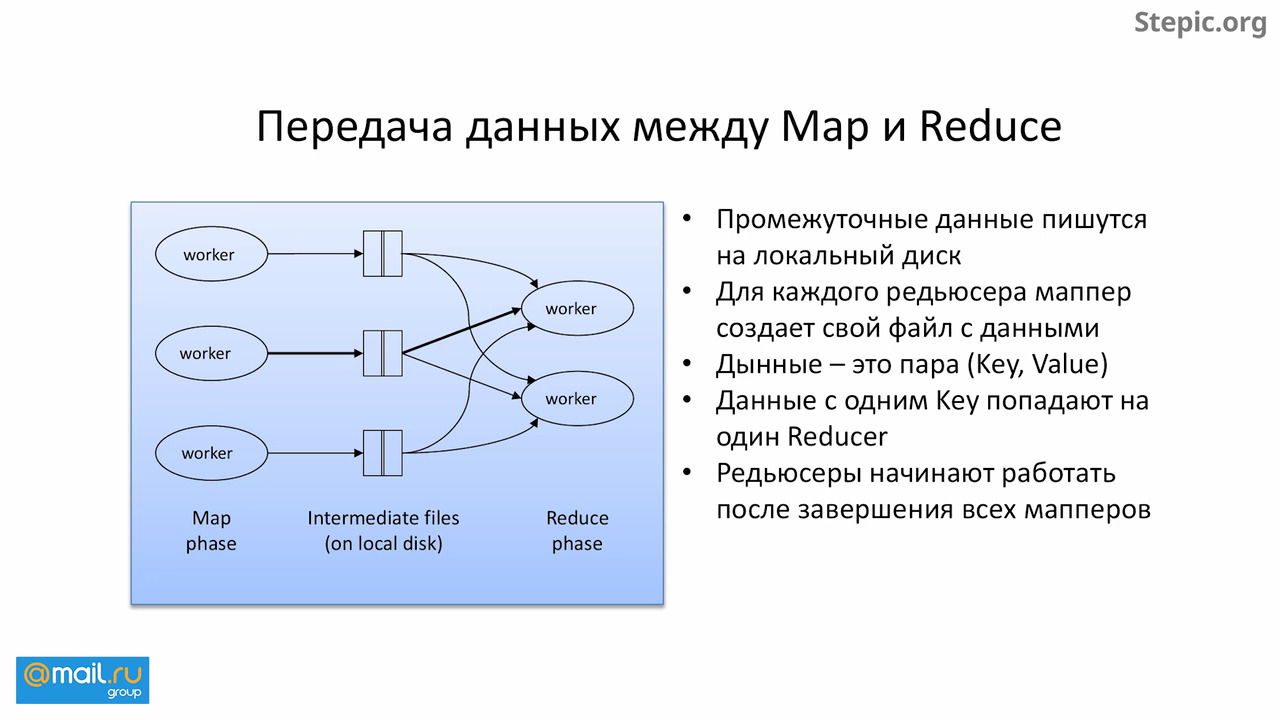 Stepic.org
Передача данных между Map и Reduce
worker
worker
worker
worker
worker
Map
phase
Intermediate files
(on local disk)
Reduce
phase
• Промежуточные данные пишутся
на локальный диск
• Для каждого редьюсера маппер
создает свой файл с данными
• Дынные – это пара (Key, Value)
• Данные с одним Key попадают на
один Reducer
• Редьюсеры начинают работать
после завершения всех мапперов
@mail.ru
group